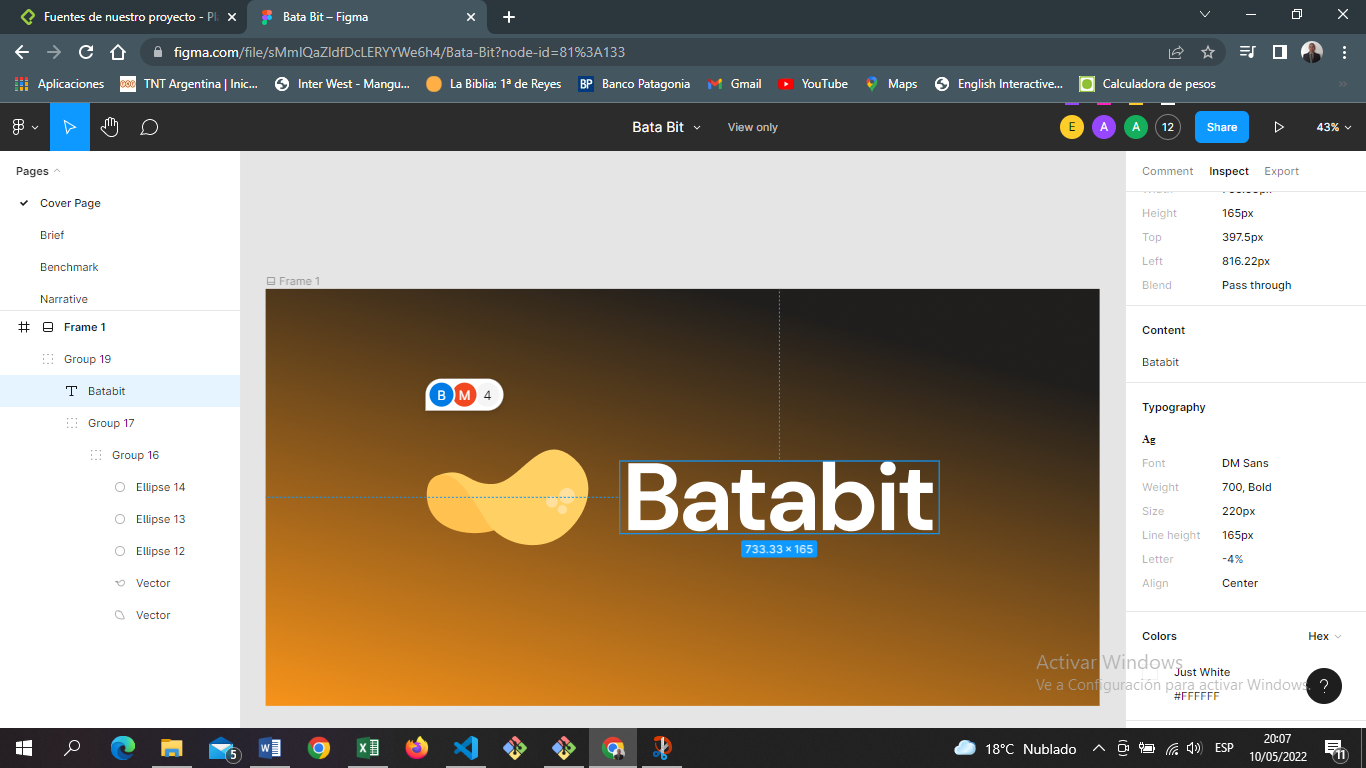 Fuentes de nuestro proyecto - Pl
Bata Bit – Figma
figma.com/file/sMmIQaZIdfDcLERYYWe6h4/Bata-Bit?node-id=81%3A133
Aplicaciones
TNT Argentina | Inic...
Inter West - Mangu...
La Biblia: 1ª de Reyes
BP Banco Patagonia
Gmail
YouTube
Maps
English Interactive...
Calculadora de pesos
Bata Bit
View only
E
A
A
12
Share
43%
Pages
Cover Page
Brief
Benchmark
Narrative
Frame 1
Group 19
Batabit
Group 17
Group 16
Ellipse 14
Ellipse 13
Ellipse 12
Vector
Vector
Frame 1
B M 4
Batabit
733.33 × 165
Comment Inspect Export
Height 165px
Top 397.5px
Left 816.22px
Blend Pass through
Content
Batabit
Typography
Ag
Font DM Sans
Weight 700, Bold
Size 220px
Line height 165px
Letter -4%
Align Center
Colors Hex
Just White
#FFFFFF
Activar Windows
Ve a Configuración para activar Windows.
?
5
18°C Nublado
ESP
20:07
10/05/2022
11